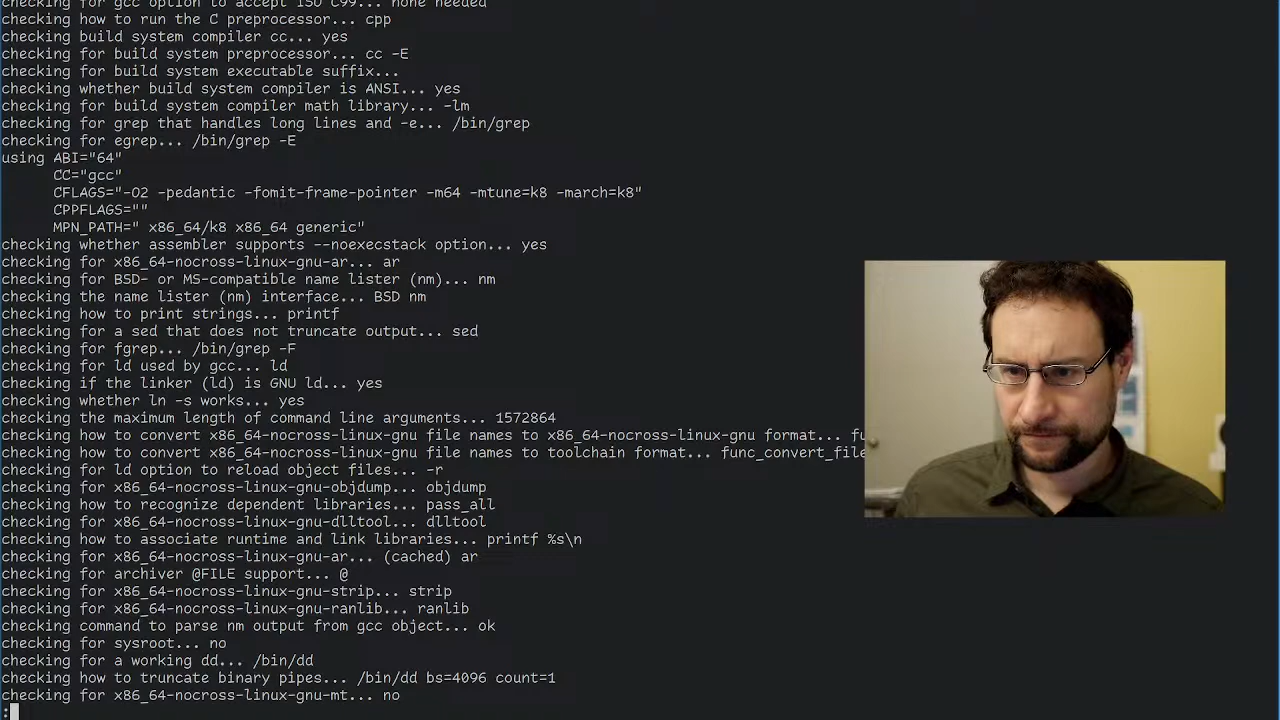 checking for gcc option to accept ISO C99... none needed
checking how to run the C preprocessor... cpp
checking build system compiler cc... yes
checking for build system preprocessor... cc -E
checking for build system executable suffix...
checking whether build system compiler is ANSI... yes
checking for build system compiler math library... -lm
checking for grep that handles long lines and -e... /bin/grep
checking for egrep... /bin/grep -E
using ABI="64"
      CC="gcc"
      CFLAGS="-O2 -pedantic -fomit-frame-pointer -m64 -mtune=k8 -march=k8"
      CPPFLAGS=""
      MPN_PATH=" x86_64/k8 x86_64 generic"
checking whether assembler supports --noexecstack option... yes
checking for x86_64-nocross-linux-gnu-ar... ar
checking for BSD- or MS-compatible name lister (nm)... nm
checking the name lister (nm) interface... BSD nm
checking how to print strings... printf
checking for a sed that does not truncate output... sed
checking for fgrep... /bin/grep -F
checking for ld used by gcc... ld
checking if the linker (ld) is GNU ld... yes
checking whether ln -s works... yes
checking the maximum length of command line arguments... 1572864
checking how to convert x86_64-nocross-linux-gnu file names to x86_64-nocross-linux-gnu format... fu
checking how to convert x86_64-nocross-linux-gnu file names to toolchain format... func_convert_file
checking for ld option to reload object files... -r
checking for x86_64-nocross-linux-gnu-objdump... objdump
checking how to recognize dependent libraries... pass_all
checking for x86_64-nocross-linux-gnu-dlltool... dlltool
checking how to associate runtime and link libraries... printf %s\n
checking for x86_64-nocross-linux-gnu-ar... (cached) ar
checking for archiver @FILE support... @
checking for x86_64-nocross-linux-gnu-strip... strip
checking for x86_64-nocross-linux-gnu-ranlib... ranlib
checking command to parse nm output from gcc object... ok
checking for sysroot... no
checking for a working dd... /bin/dd
checking how to truncate binary pipes... /bin/dd bs=4096 count=1
checking for x86_64-nocross-linux-gnu-mt... no
: